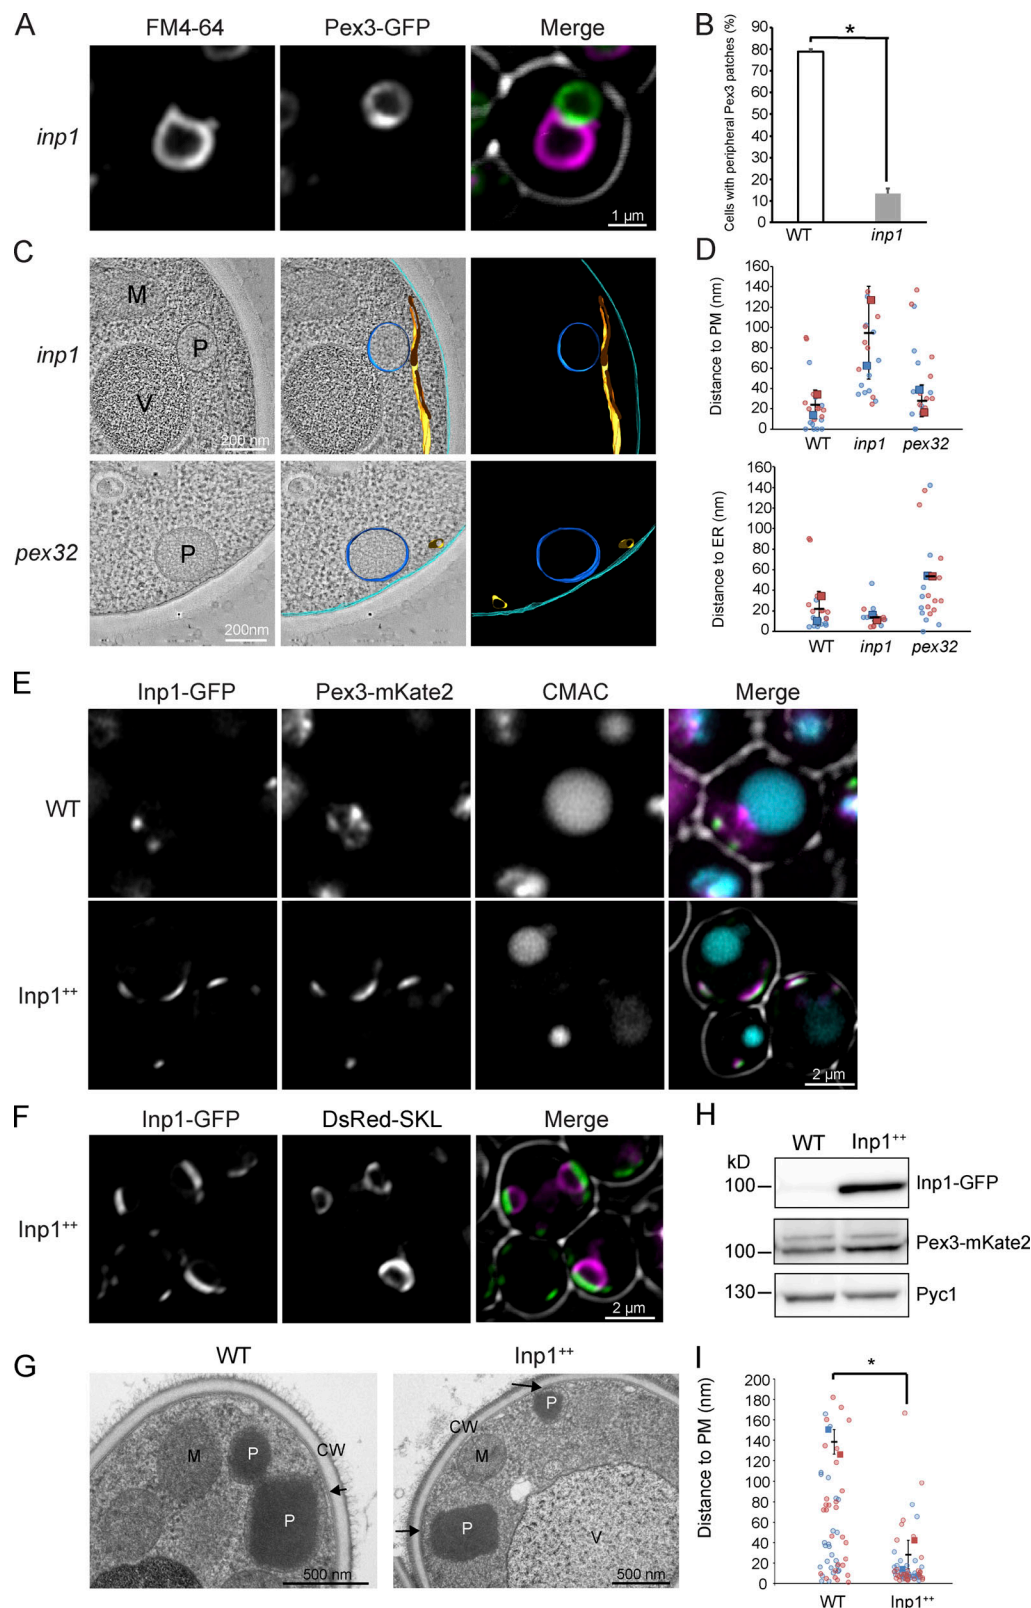 A
FM4-64
Pex3-GFP
Merge
inp1
1 µm
B
Cells with peripheral Pex3 patches (%)
90
80
70
60
50
40
30
20
10
0
*
WT
inp1
C
inp1
M
P
V
200 nm
pex32
P
200nm
D
Distance to PM (nm)
160
140
120
100
80
60
40
20
0
WT
inp1
pex32
Distance to ER (nm)
160
140
120
100
80
60
40
20
0
WT
inp1
pex32
E
Inp1-GFP
Pex3-mKate2
CMAC
Merge
WT
Inp1++
2 µm
F
Inp1-GFP
DsRed-SKL
Merge
Inp1++
2 µm
H
WT
Inp1++
kD
100
Inp1-GFP
100
Pex3-mKate2
130
Pyc1
G
WT
M
P
CW
P
500 nm
Inp1++
P
CW
M
P
V
500 nm
I
Distance to PM (nm)
200
180
160
140
120
100
80
60
40
20
0
*
WT
Inp1++